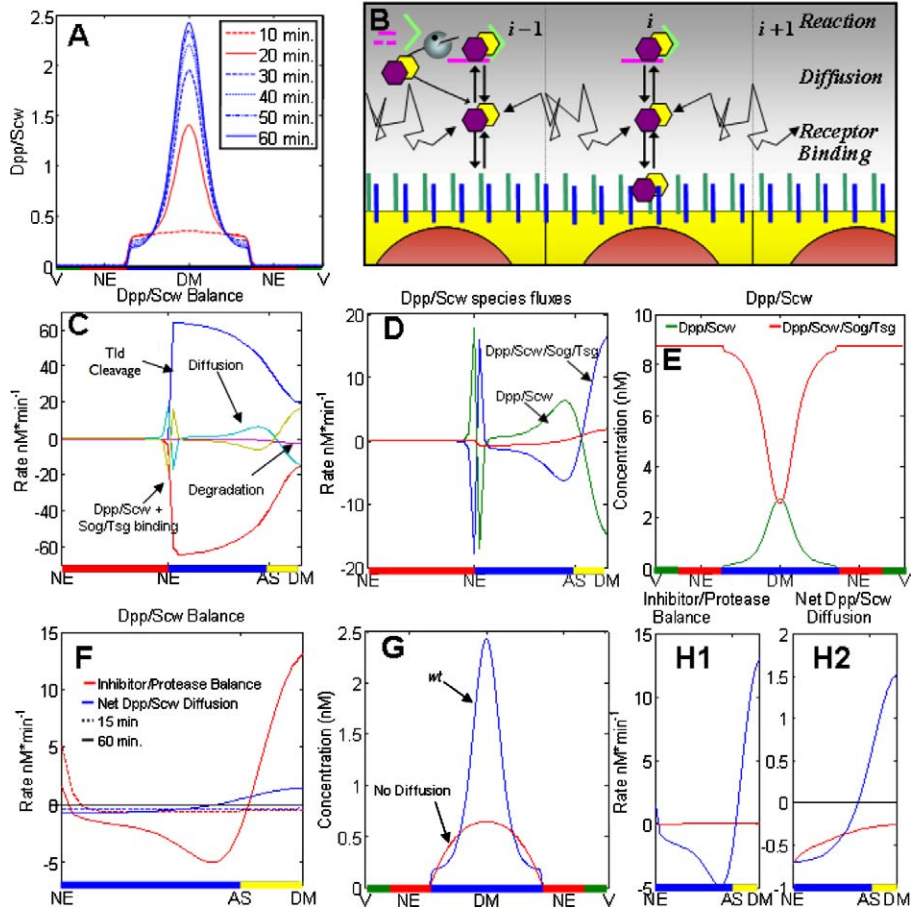 A
2.5
2
1.5
1
0.5
0
Dpp/Scw
10 min.
20 min.
30 min.
40 min.
50 min.
60 min.
V NE DM NE V
B
i-1
i
i+1
Reaction
Diffusion
Receptor
Binding
Dpp/Scw Balance
C
60
40
20
0
-20
-40
-60
Rate nM*min-1
Tld
Cleavage
Diffusion
Degradation
Dpp/Scw +
Sog/Tsg
binding
NE NE AS DM
Dpp/Scw species fluxes
D
20
10
0
-10
-20
Rate nM*min-1
Dpp/Scw/Sog/Tsg
Dpp/Scw
NE NE AS DM
Dpp/Scw
E
10
8
6
4
2
0
Concentration (nM)
Dpp/Scw
Dpp/Scw/Sog/Tsg
V NE DM NE V
Dpp/Scw Balance
F
15
10
5
0
-5
Rate nM*min-1
Inhibitor/Protease Balance
Net Dpp/Scw Diffusion
15 min
60 min.
NE AS DM
G
2.5
2
1.5
1
0.5
0
Concentration (nM)
wt
No Diffusion
V NE DM NE V
Inhibitor/Protease
Balance
H1
15
10
5
0
-5
Rate nM*min-1
NE AS DM
Net Dpp/Scw
Diffusion
H2
2
1.5
1
0.5
0
-0.5
-1
NE AS DM